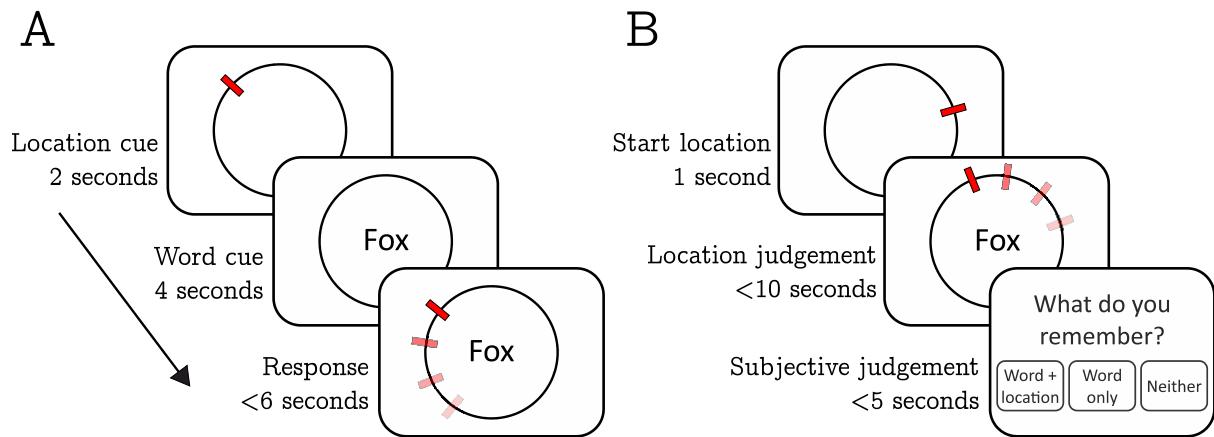 A
Location cue
2 seconds
Word cue
4 seconds
Fox
Response
<6 seconds
Fox
B
Start location
1 second
Location judgement
<10 seconds
Fox
Subjective judgement
<5 seconds
What do you
remember?
Word +
location
Word
only
Neither